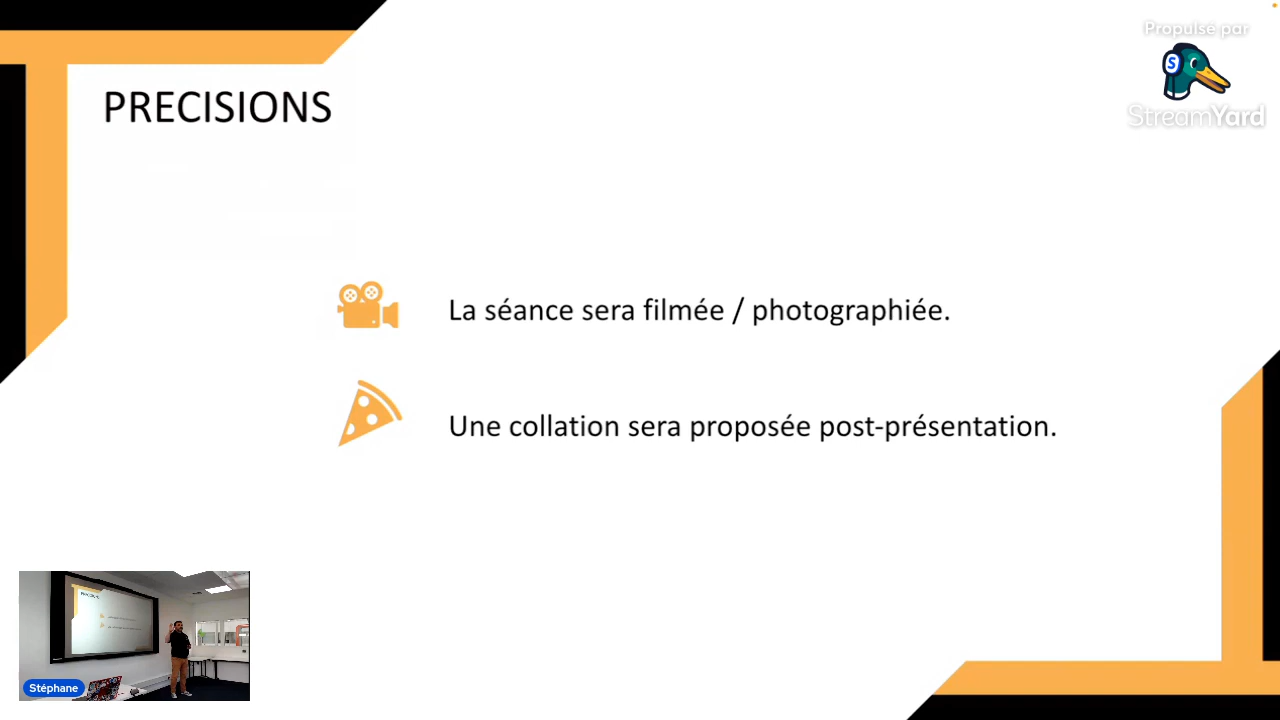 Propulsé par
StreamYard
PRECISIONS
La séance sera filmée / photographiée.
Une collation sera proposée post-présentation.
Stéphane